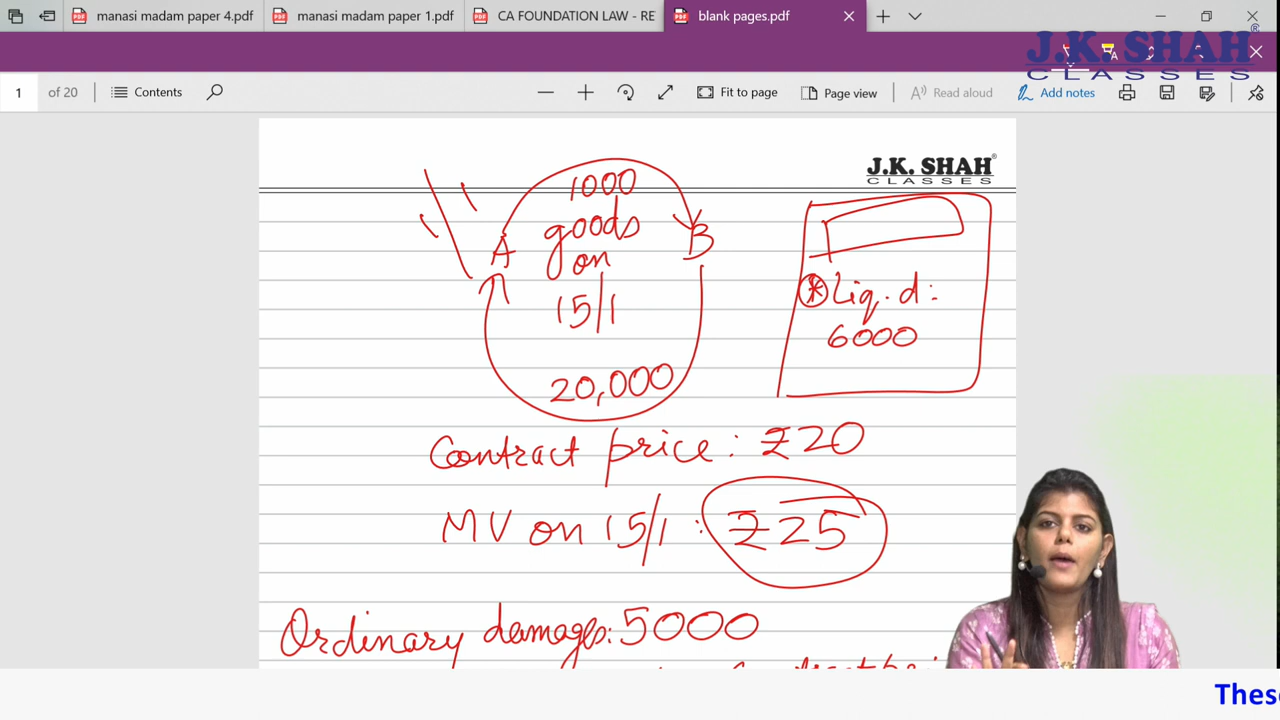 manasi madam paper 4.pdf
manasi madam paper 1.pdf
CA FOUNDATION LAW - RE
blank pages.pdf
J.K. SHAH®
CLASSES
1 of 20
Contents
Fit to page
Page view
Read aloud
Add notes
J.K. SHAH®
CLASSES
1000
goods
on
A
B
15/1
20,000
* Liq. d:
6000
Contract price: ₹20
MV on 15/1: ₹25
Ordinary damages: 5000
These